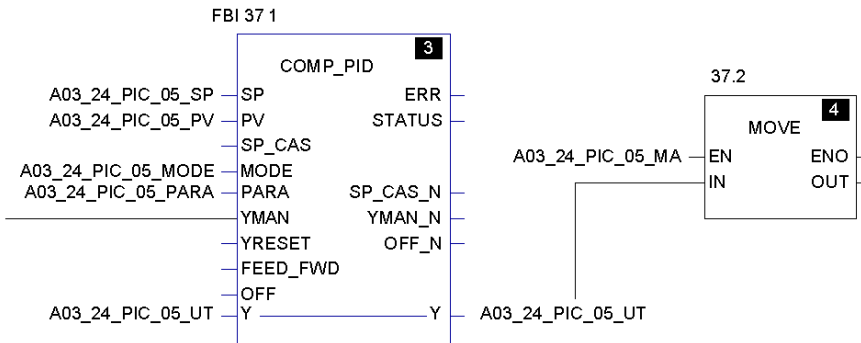 FBI 37 1
3
COMP_PID
A03_24_PIC_05_SP SP ERR
A03_24_PIC_05_PV PV STATUS
SP_CAS
A03_24_PIC_05_MODE MODE
A03_24_PIC_05_PARA PARA SP_CAS_N
YMAN YMAN_N
YRESET OFF_N
FEED_FWD
OFF
A03_24_PIC_05_UT Y Y A03_24_PIC_05_UT
37.2
4
MOVE
A03_24_PIC_05_MA EN ENO
IN OUT